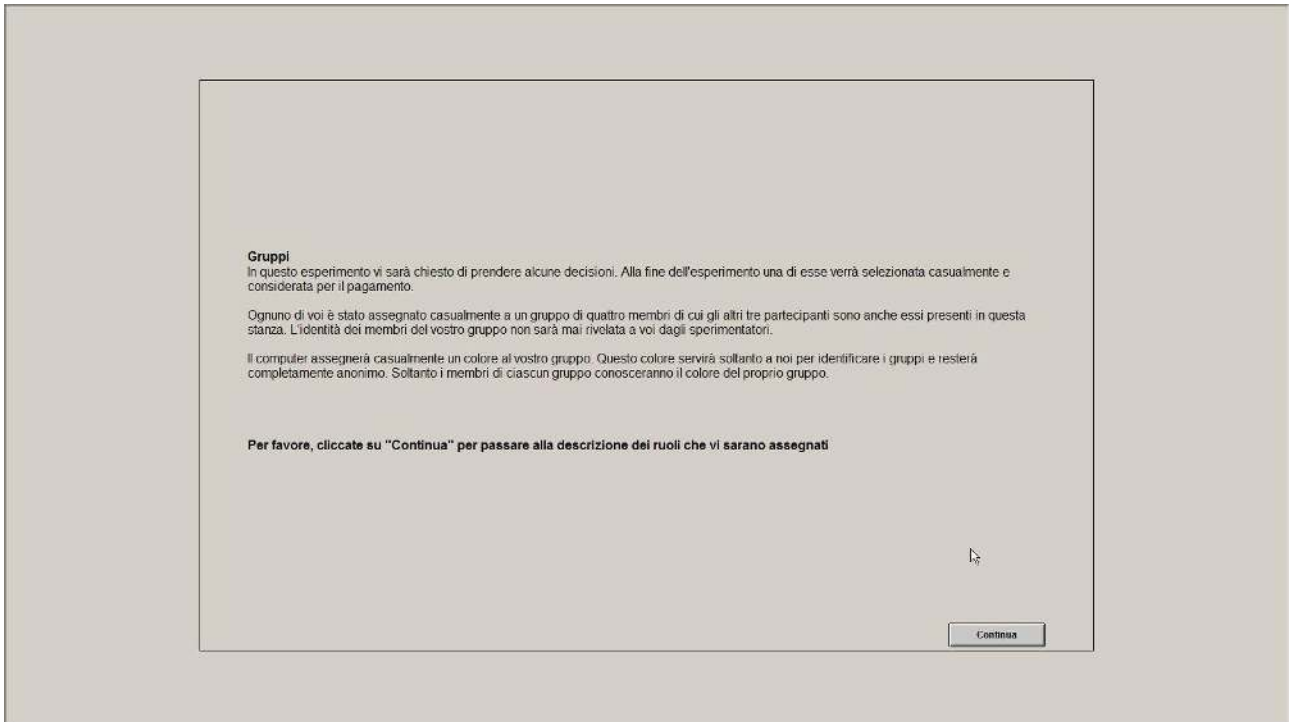 Gruppi
In questo esperimento vi sarà chiesto di prendere alcune decisioni. Alla fine dell'esperimento una di esse verrà selezionata casualmente e
considerata per il pagamento.
Ognuno di voi è stato assegnato casualmente a un gruppo di quattro membri di cui gli altri tre partecipanti sono anche essi presenti in questa
stanza. L'identità dei membri del vostro gruppo non sarà mai rivelata a voi dagli sperimentatori.
Il computer assegnerà casualmente un colore al vostro gruppo. Questo colore servirà soltanto a noi per identificare i gruppi e resterà
completamente anonimo. Soltanto i membri di ciascun gruppo conosceranno il colore del proprio gruppo.
Per favore, cliccate su "Continua" per passare alla descrizione dei ruoli che vi sarano assegnati
Continua